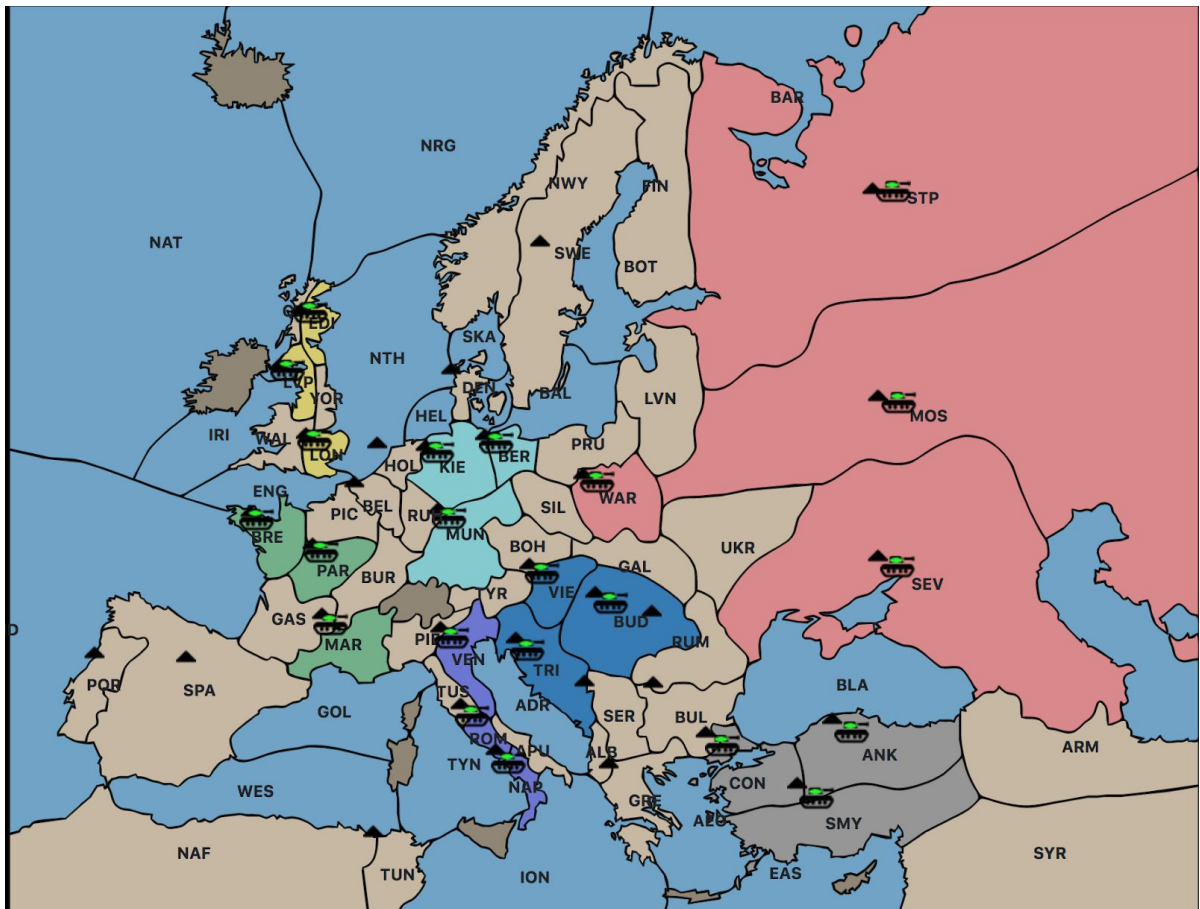 BAR
NRG
NWY
FIN
STP
NAT
SWE
BOT
EDI
SKA
NTH
DEN
LVP
BAL
YOR
LVN
MOS
HEL
IRI
WAL
PRU
LON
HOL
KIE
BER
ENG
WAR
BEL
SIL
PIC
BRE
MUN
BOH
UKR
PAR
GAL
BUR
SEV
VIE
YR
GAS
BUD
MAR
PIE
RUM
VEN
TRI
POR
SPA
BLA
TUS
ADR
GOL
SER
BUL
ROM
ALB
APU
ARM
ANK
TYN
CON
NAP
WES
GRE
SMY
NAF
SYR
TUN
ION
EAS